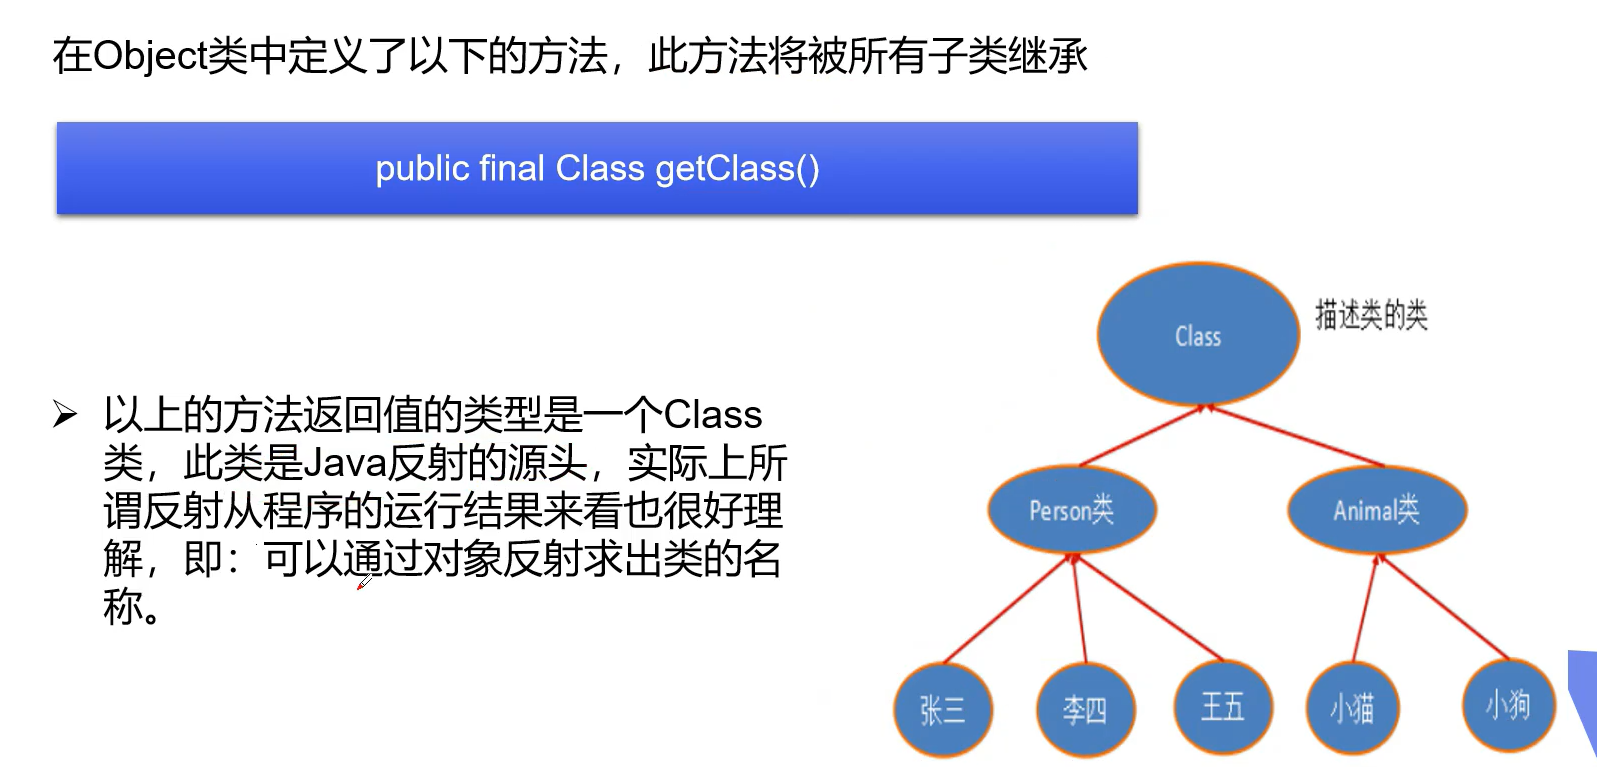 在Object类中定义了以下的方法，此方法将被所有子类继承
public final Class getClass()
描述类的类
Class
以上的方法返回值的类型是一个Class
类，此类是Java反射的源头，实际上所
谓反射从程序的运行结果来看也很好理
解，即：可以通过对象反射求出类的名
称。
Person类
Animal类
张三
李四
王五
小猫
小狗